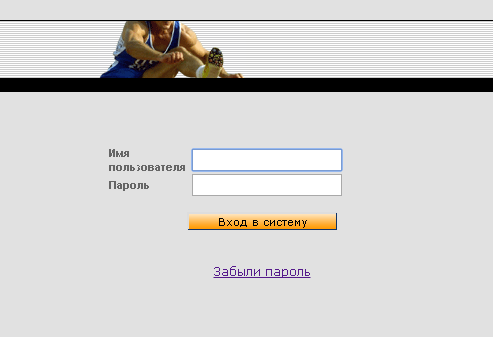 Имя
пользователя
Пароль
Вход в систему
Забыли пароль